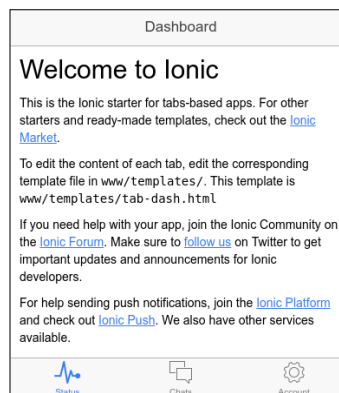 Dashboard
Welcome to Ionic
This is the Ionic starter for tabs-based apps. For other
starters and ready-made templates, check out the Ionic
Market.
To edit the content of each tab, edit the corresponding
template file in www/templates/. This template is
www/templates/tab-dash.html
If you need help with your app, join the Ionic Community on
the Ionic Forum. Make sure to follow us on Twitter to get
important updates and announcements for Ionic
developers.
For help sending push notifications, join the Ionic Platform
and check out Ionic Push. We also have other services
available.
Status Chats Account